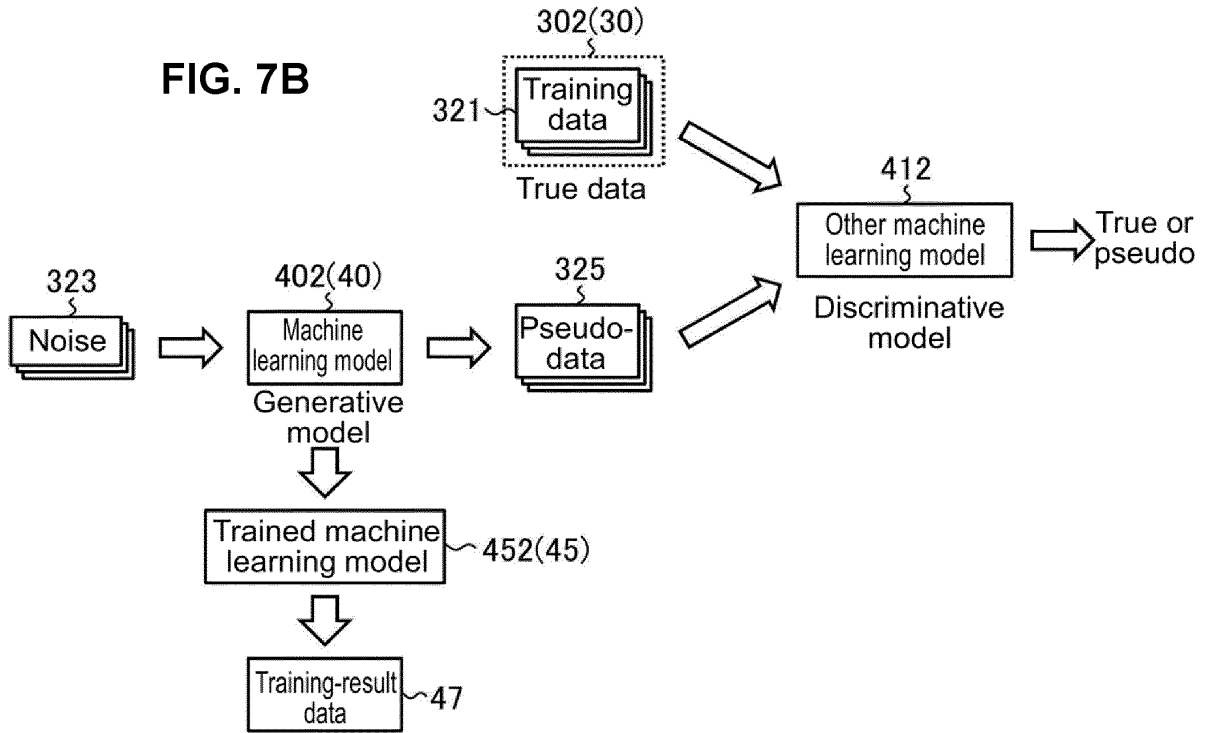 FIG. 7B
302(30)
321
Training
data
True data
412
Other machine
learning model
Discriminative
model
True or
pseudo
323
Noise
402(40)
Machine
learning model
Generative
model
325
Pseudo-
data
Trained machine
learning model
452(45)
Training-result
data
47